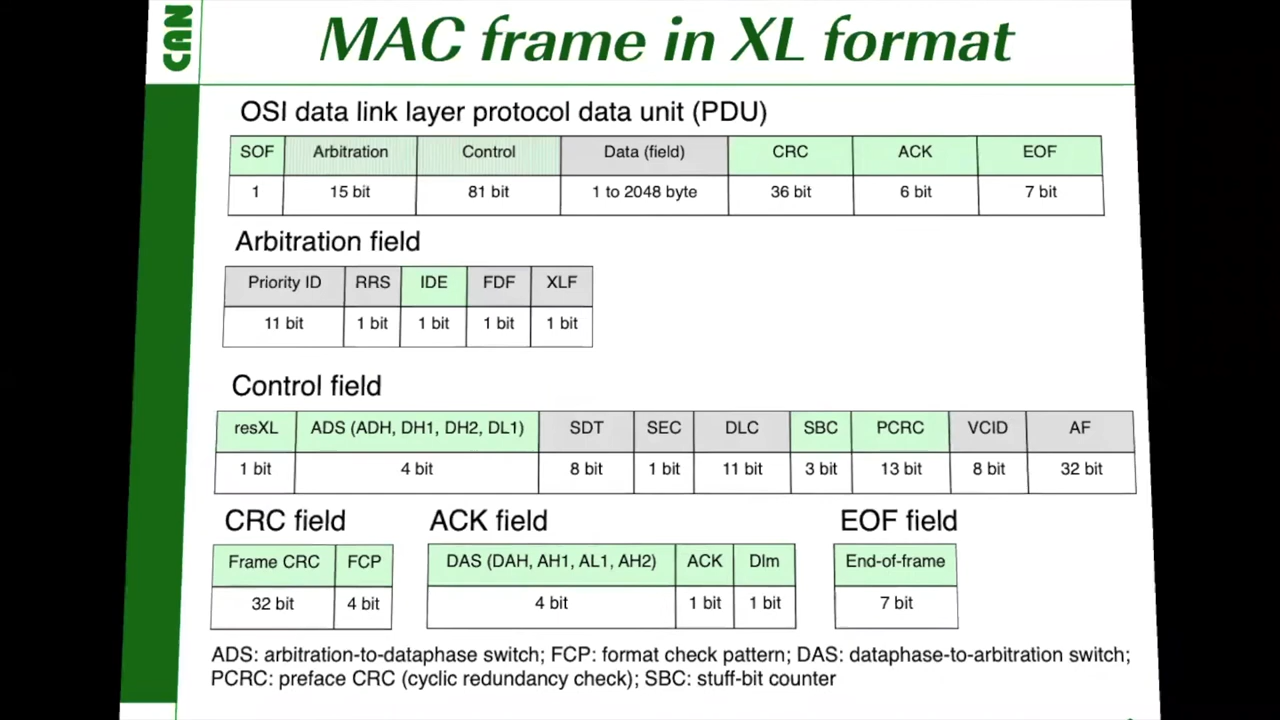 CAN
MAC frame in XL format
OSI data link layer protocol data unit (PDU)
SOF Arbitration Control Data (field) CRC ACK EOF
1 15 bit 81 bit 1 to 2048 byte 36 bit 6 bit 7 bit
Arbitration field
Priority ID RRS IDE FDF XLF
11 bit 1 bit 1 bit 1 bit 1 bit
Control field
resXL ADS (ADH, DH1, DH2, DL1) SDT SEC DLC SBC PCRC VCID AF
1 bit 4 bit 8 bit 1 bit 11 bit 3 bit 13 bit 8 bit 32 bit
CRC field ACK field EOF field
Frame CRC FCP DAS (DAH, AH1, AL1, AH2) ACK Dlm End-of-frame
32 bit 4 bit 4 bit 1 bit 1 bit 7 bit
ADS: arbitration-to-dataphase switch; FCP: format check pattern; DAS: dataphase-to-arbitration switch;
PCRC: preface CRC (cyclic redundancy check); SBC: stuff-bit counter